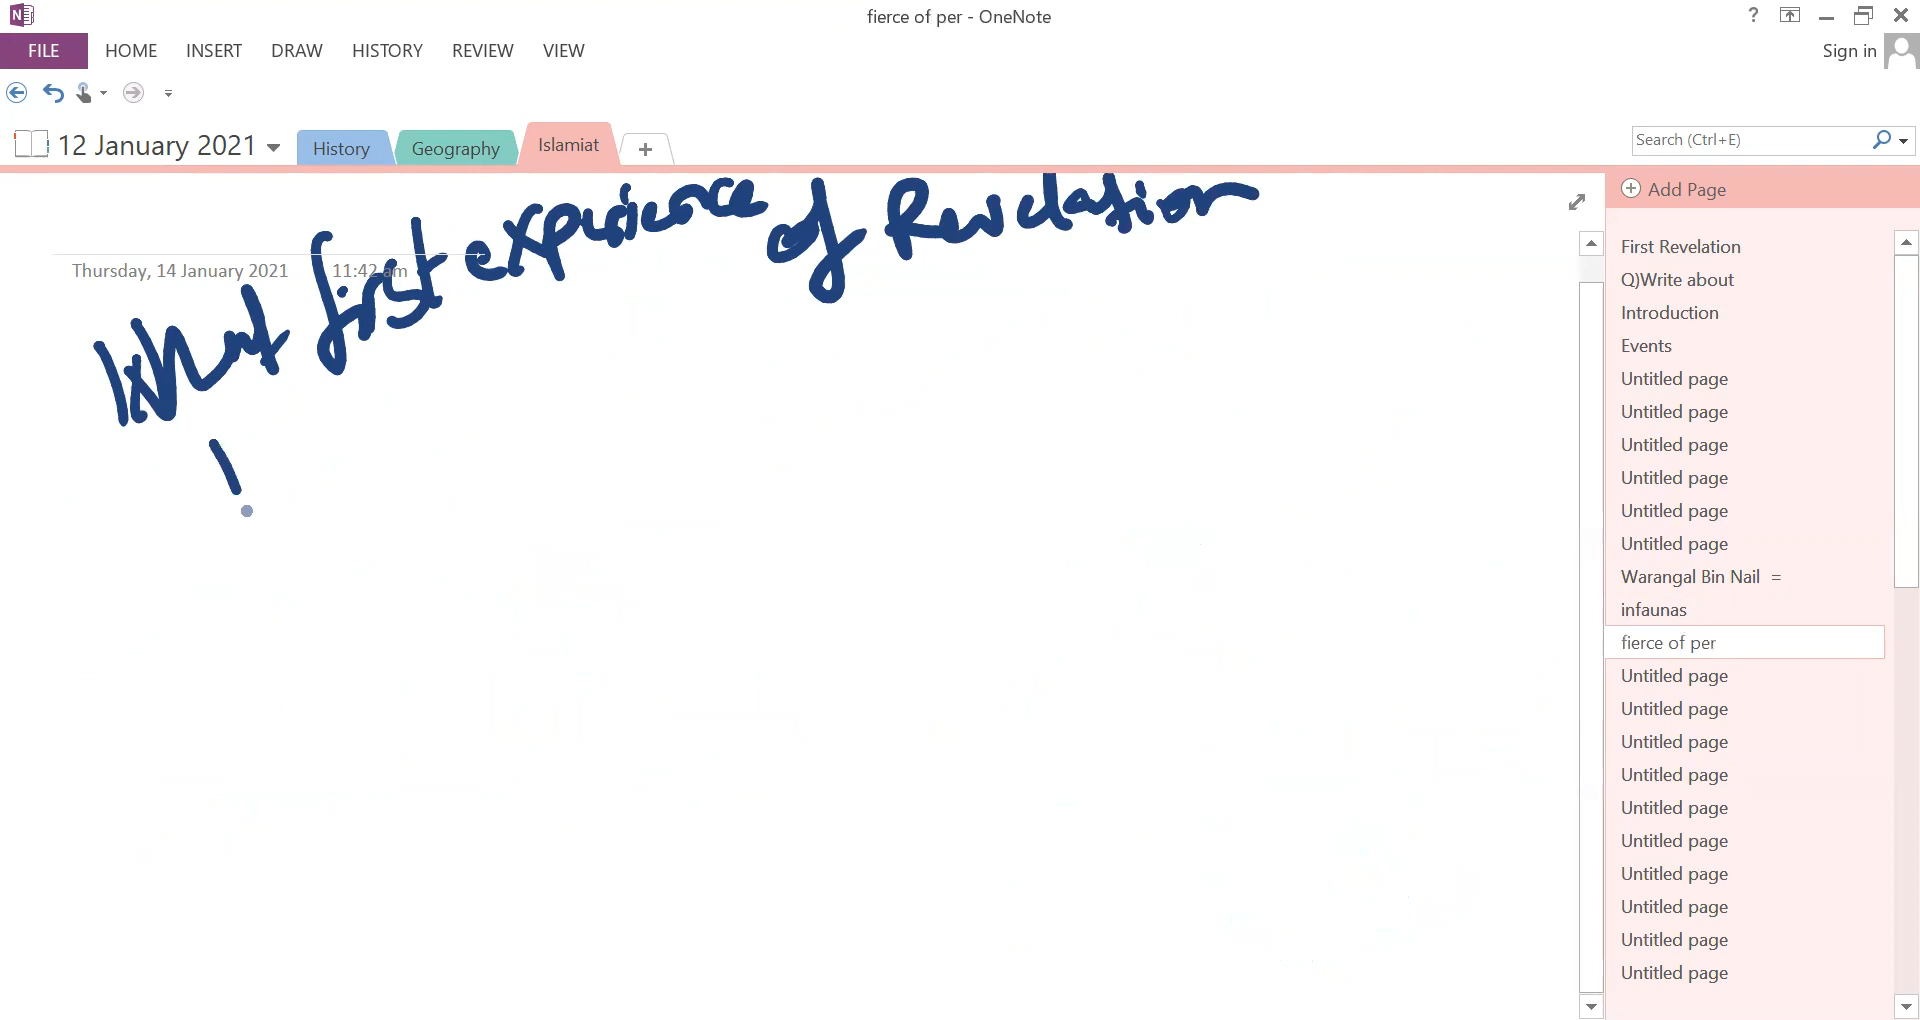 fierce of per - OneNote
?
FILE HOME INSERT DRAW HISTORY REVIEW VIEW
Sign in
12 January 2021 History Geography Islamiat +
Search (Ctrl+E)
Add Page
What first experience of Revelation
Thursday, 14 January 2021 11:42 am
First Revelation
Q)Write about
Introduction
Events
Untitled page
Untitled page
Untitled page
Untitled page
Untitled page
Untitled page
Warangal Bin Nail =
infaunas
fierce of per
Untitled page
Untitled page
Untitled page
Untitled page
Untitled page
Untitled page
Untitled page
Untitled page
Untitled page
Untitled page